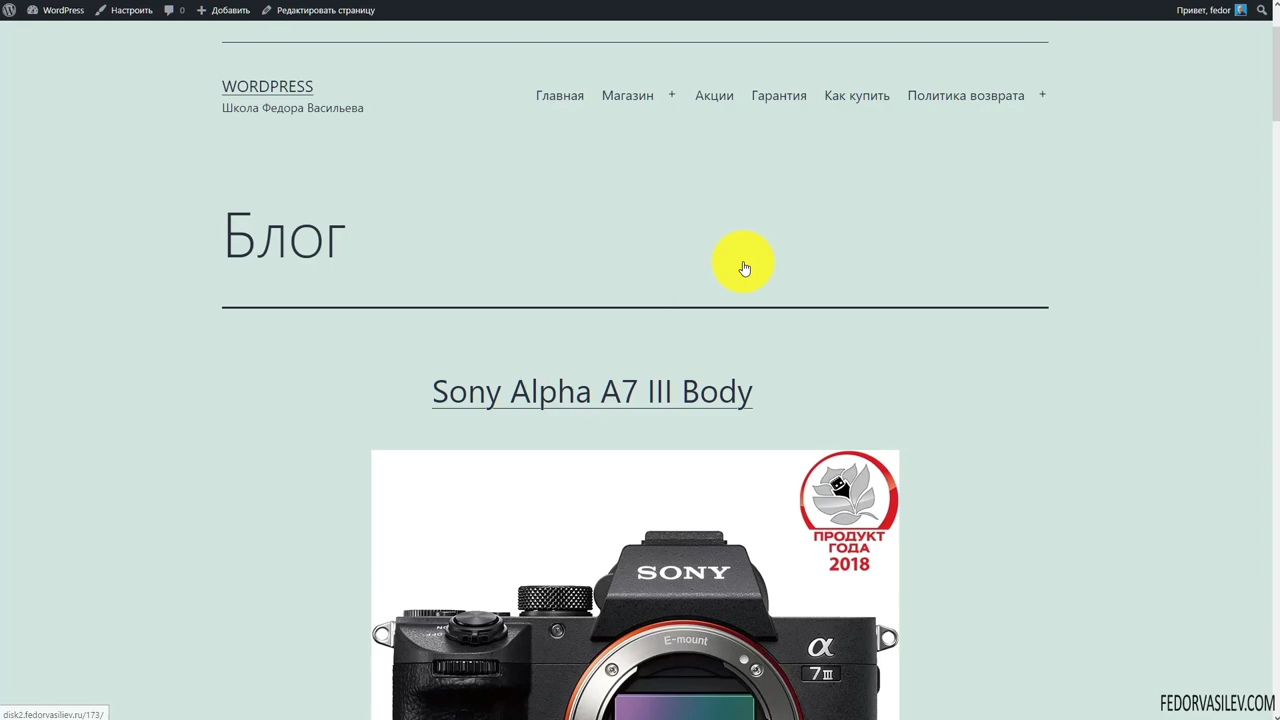 WordPress Настроить 0 Добавить Редактировать страницу Привет, fedor
WORDPRESS
Школа Федора Васильева
Главная Магазин + Акции Гарантия Как купить Политика возврата +
Блог
Sony Alpha A7 III Body
ПРОДУКТ
ГОДА
2018
SONY
E-mount
α
7III
disk2.fedorvasiliev.ru/173/
FEDORVASILEV.COM